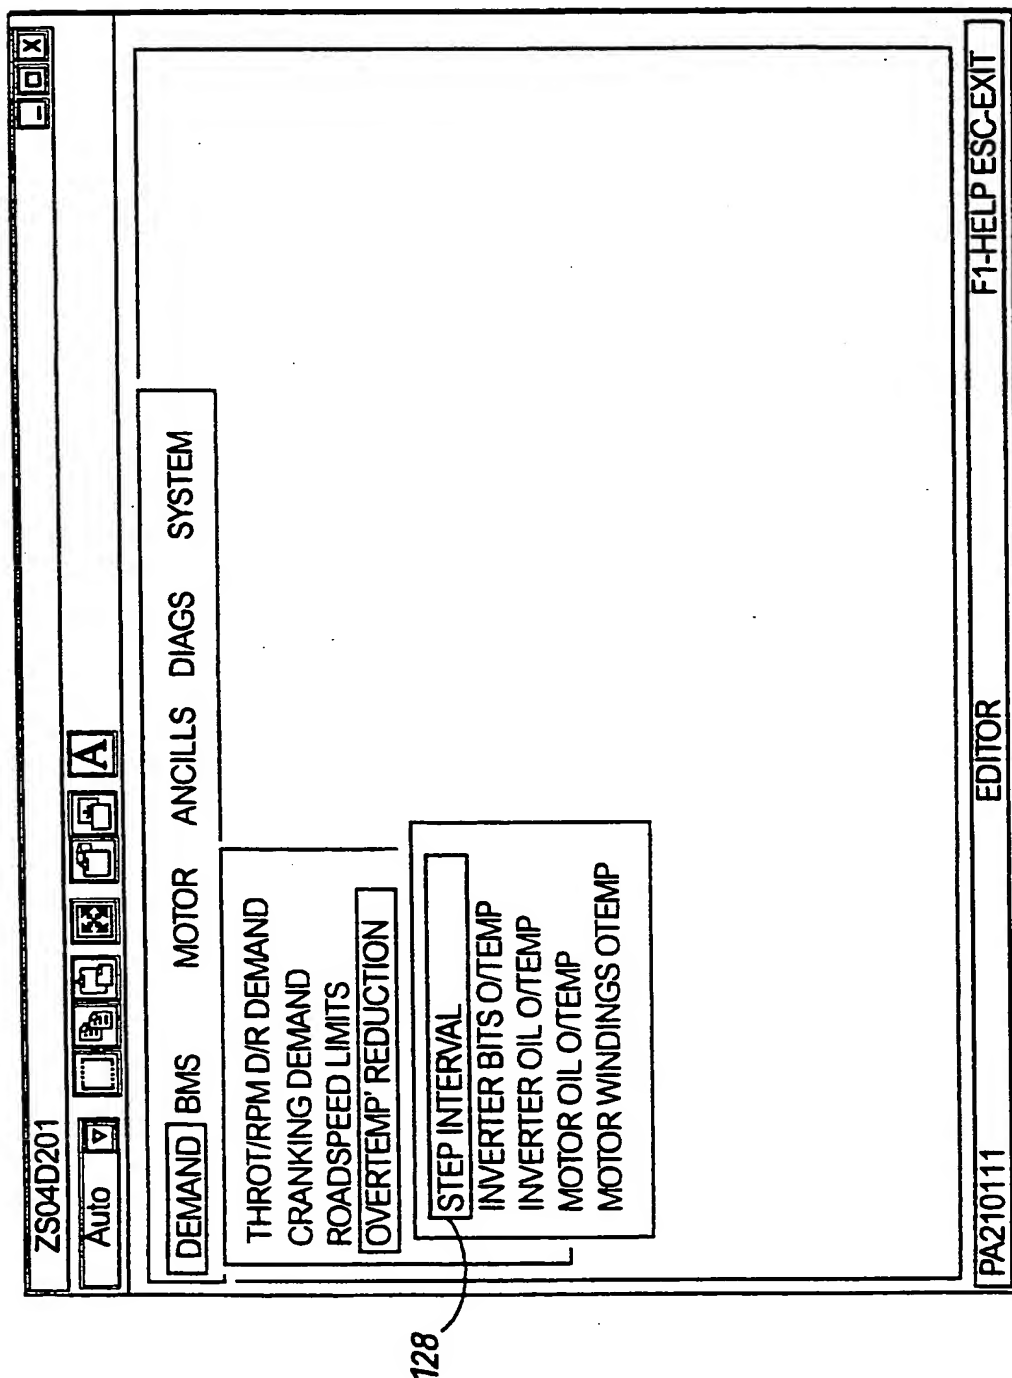 ZS04D201
Auto
A
DEMAND BMS MOTOR ANCILLS DIAGS SYSTEM
THROT/RPM D/R DEMAND
CRANKING DEMAND
ROADSPEED LIMITS
OVERTEMP' REDUCTION
STEP INTERVAL
INVERTER BITS O/TEMP
INVERTER OIL O/TEMP
MOTOR OIL O/TEMP
MOTOR WINDINGS OTEMP
128
PA210111 EDITOR F1-HELP ESC-EXIT